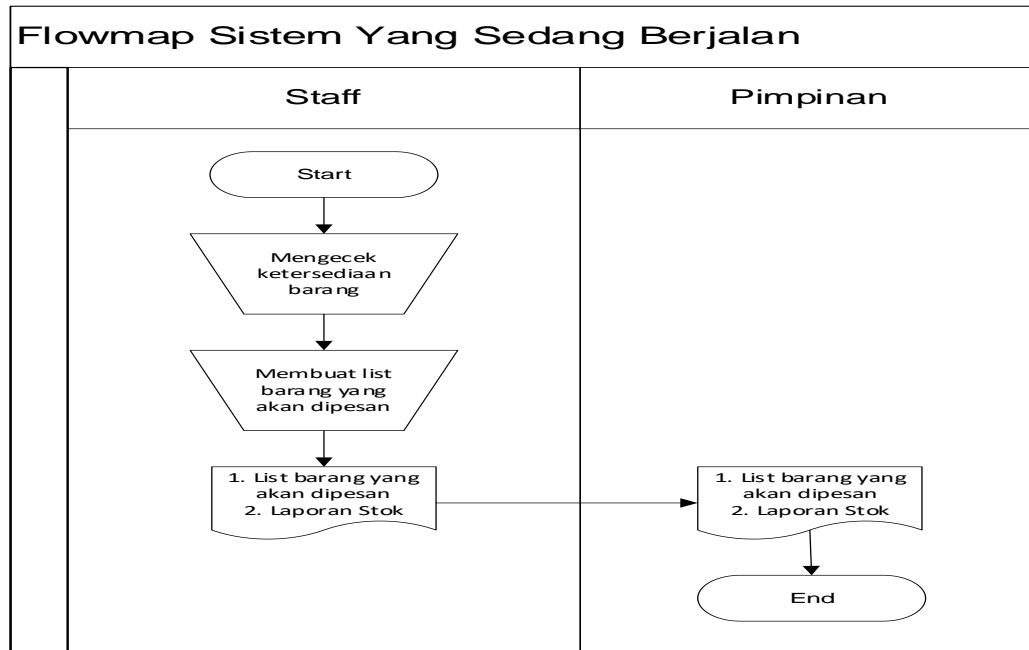 Flowmap Sistem Yang Sedang Berjalan
Staff
Pimpinan
Start
Mengecek
ketersediaan
barang
Membuat list
barang yang
akan dipesan
1. List barang yang
akan dipesan
2. Laporan Stok
1. List barang yang
akan dipesan
2. Laporan Stok
End